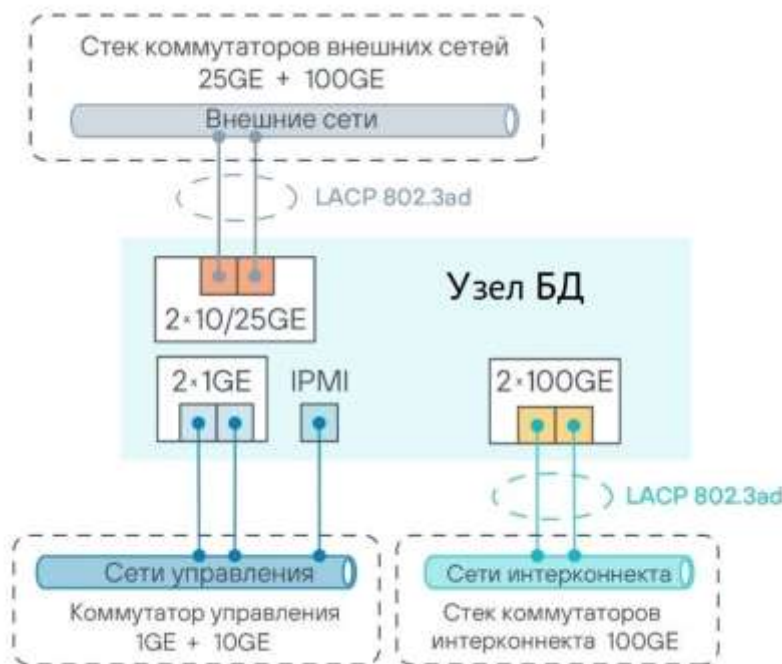 Стек коммутаторов внешних сетей
25GE + 100GE
Внешние сети
LACP 802.3ad
Узел БД
2×10/25GE
2×1GE
IPMI
2×100GE
LACP 802.3ad
Сети управления
Коммутатор управления
1GE + 10GE
Сети интерконнекта
Стек коммутаторов
интерконнекта 100GE